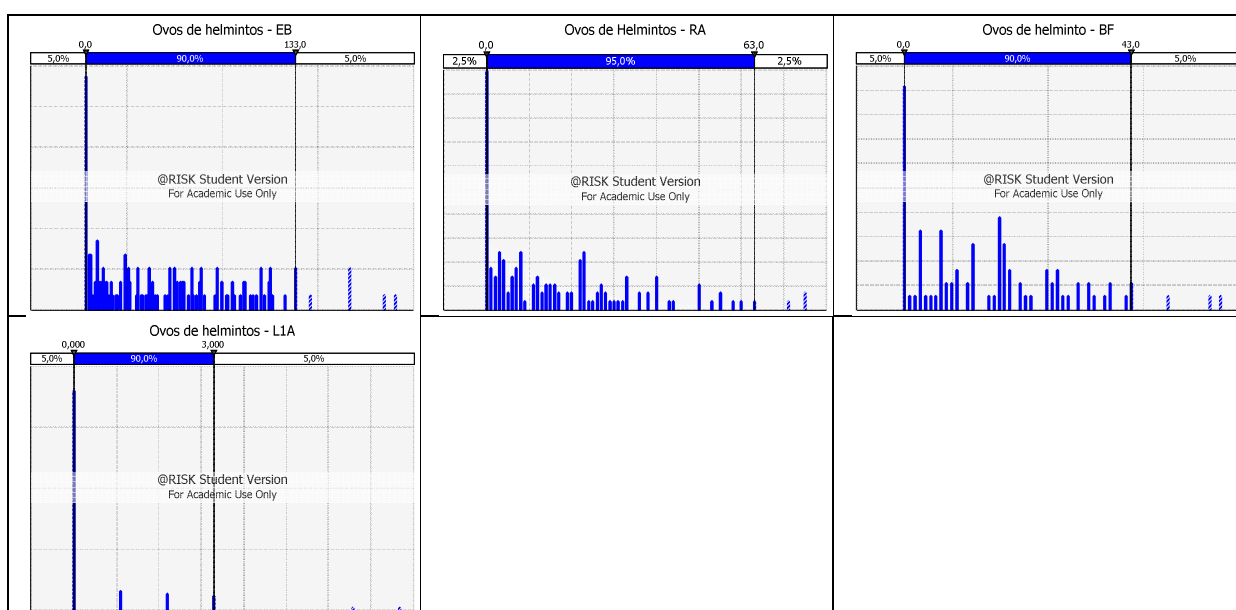 Ovos de helmintos - EB
0,0 133,0
5,0% 90,0% 5,0%
@RISK Student Version
For Academic Use Only
Ovos de Helmintos - RA
0,0 63,0
2,5% 95,0% 2,5%
@RISK Student Version
For Academic Use Only
Ovos de helminto - BF
0,0 43,0
5,0% 90,0% 5,0%
@RISK Student Version
For Academic Use Only
Ovos de helmintos - L1A
0,000 3,000
5,0% 90,0% 5,0%
@RISK Student Version
For Academic Use Only